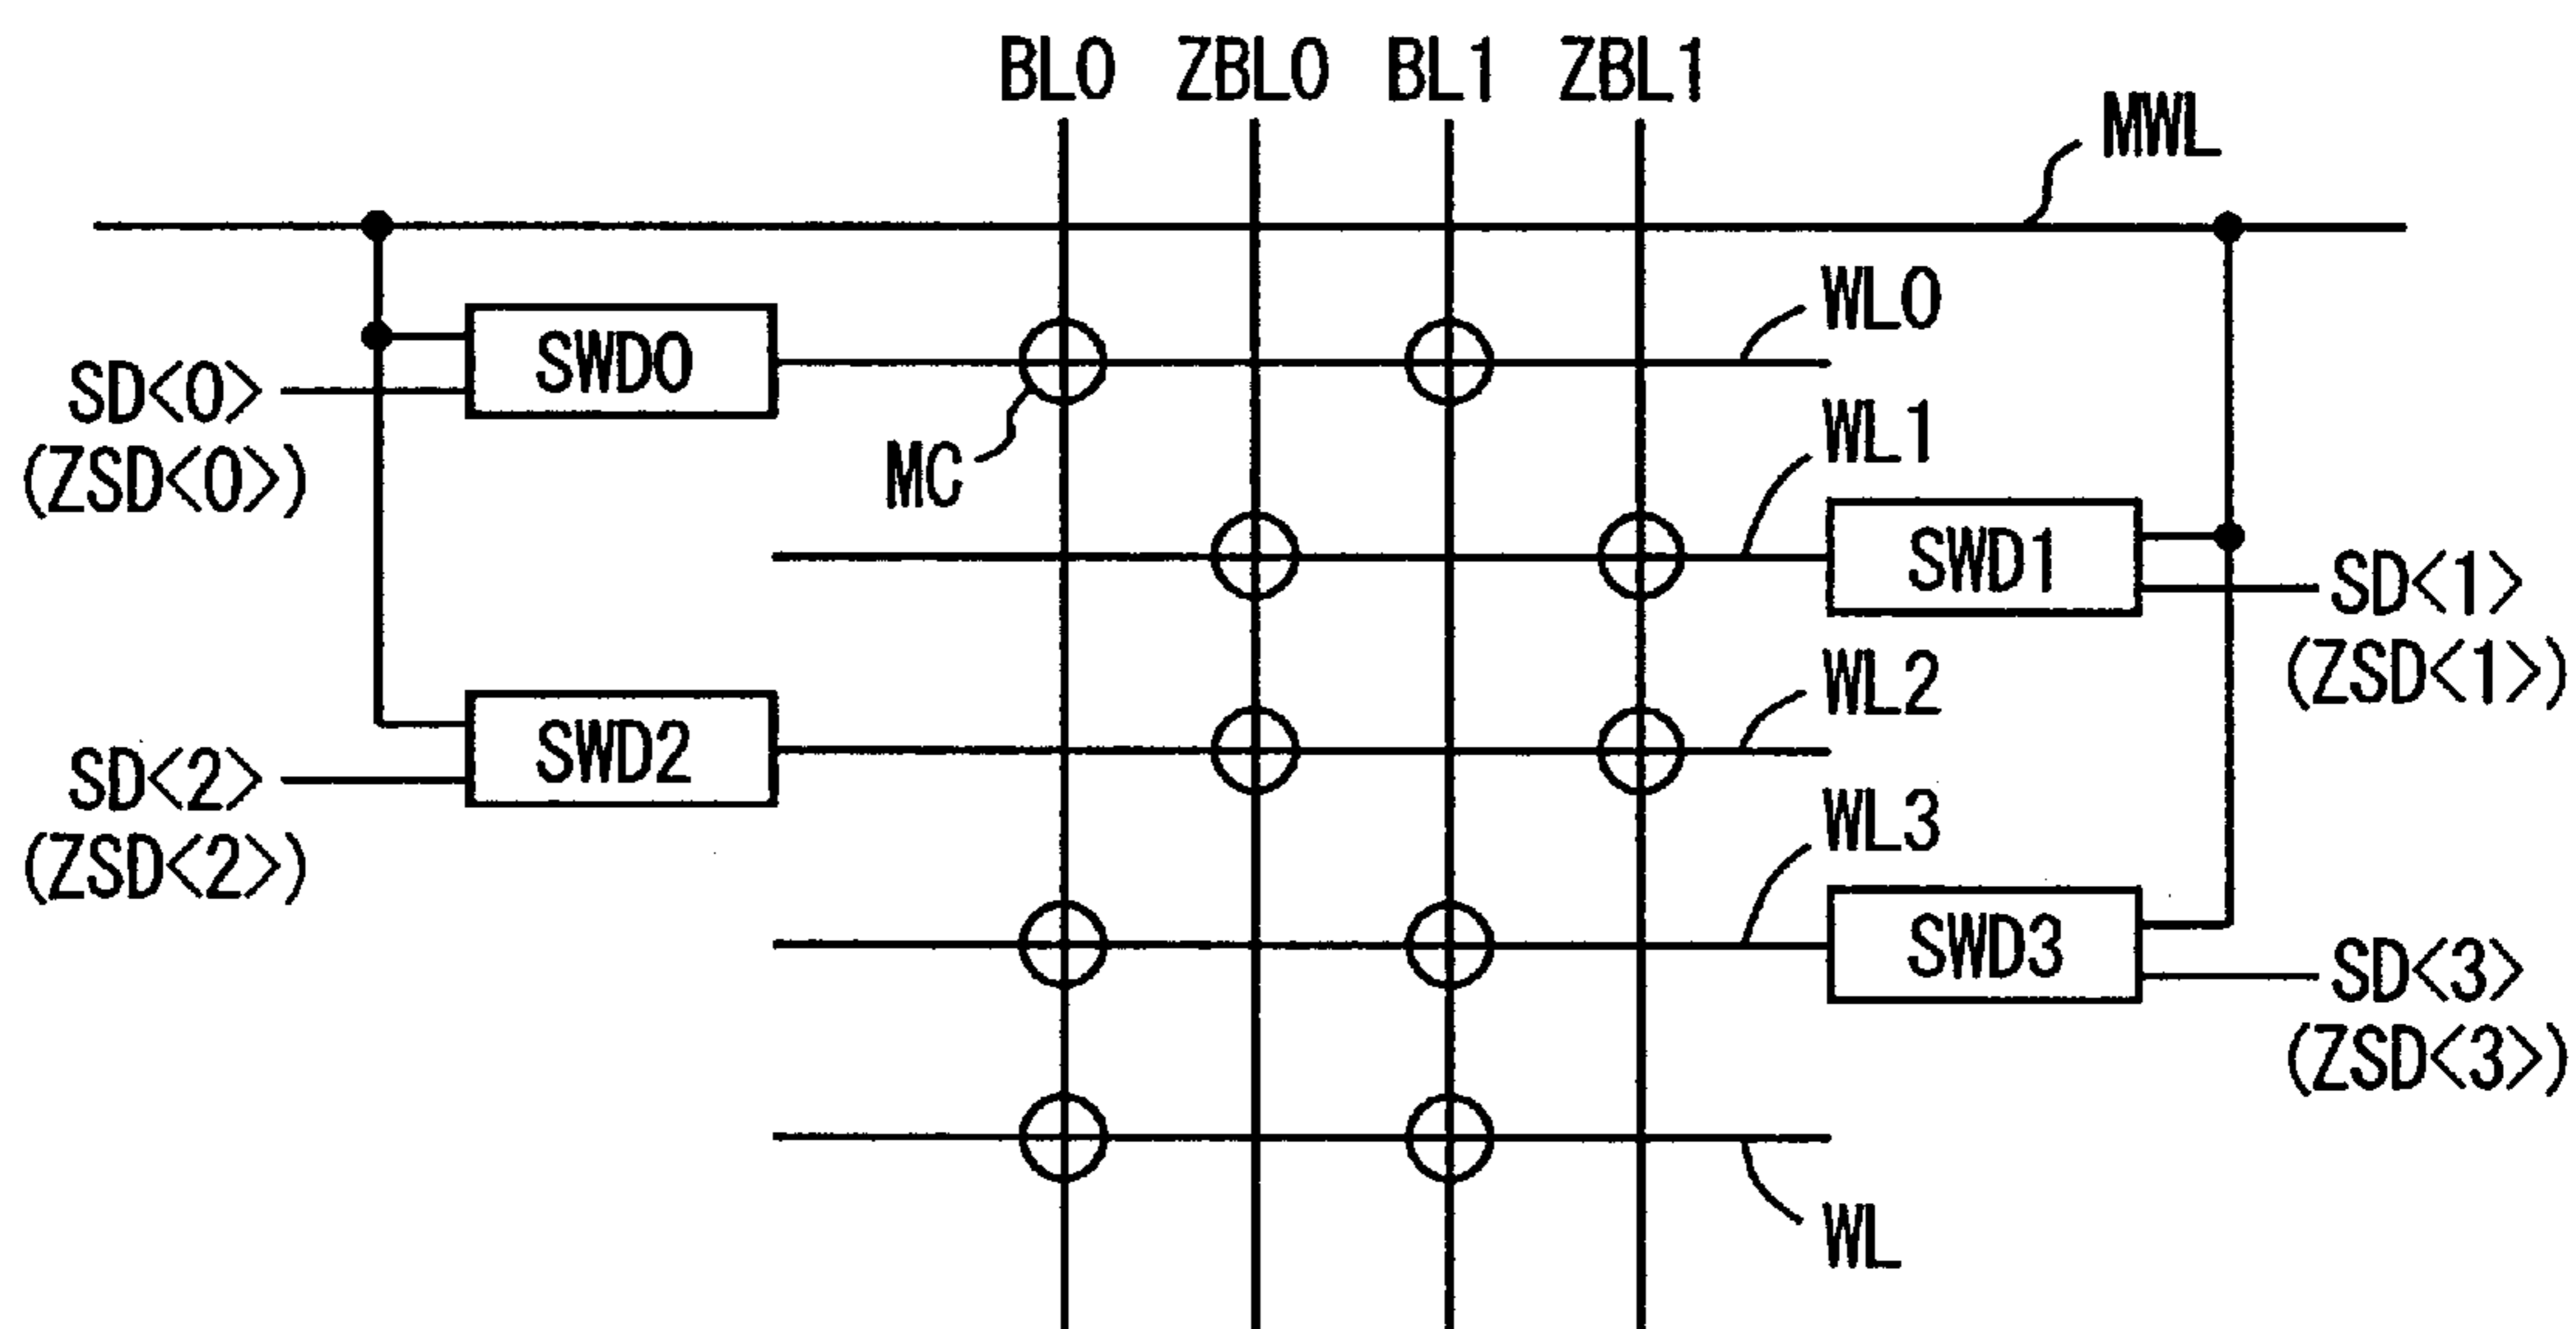 BL0 ZBL0 BL1 ZBL1
MWL
WL0
SWD0
SD<0>
(ZSD<0>)
MC
WL1
SWD1
SD<1>
(ZSD<1>)
WL2
SWD2
SD<2>
(ZSD<2>)
WL3
SWD3
SD<3>
(ZSD<3>)
WL